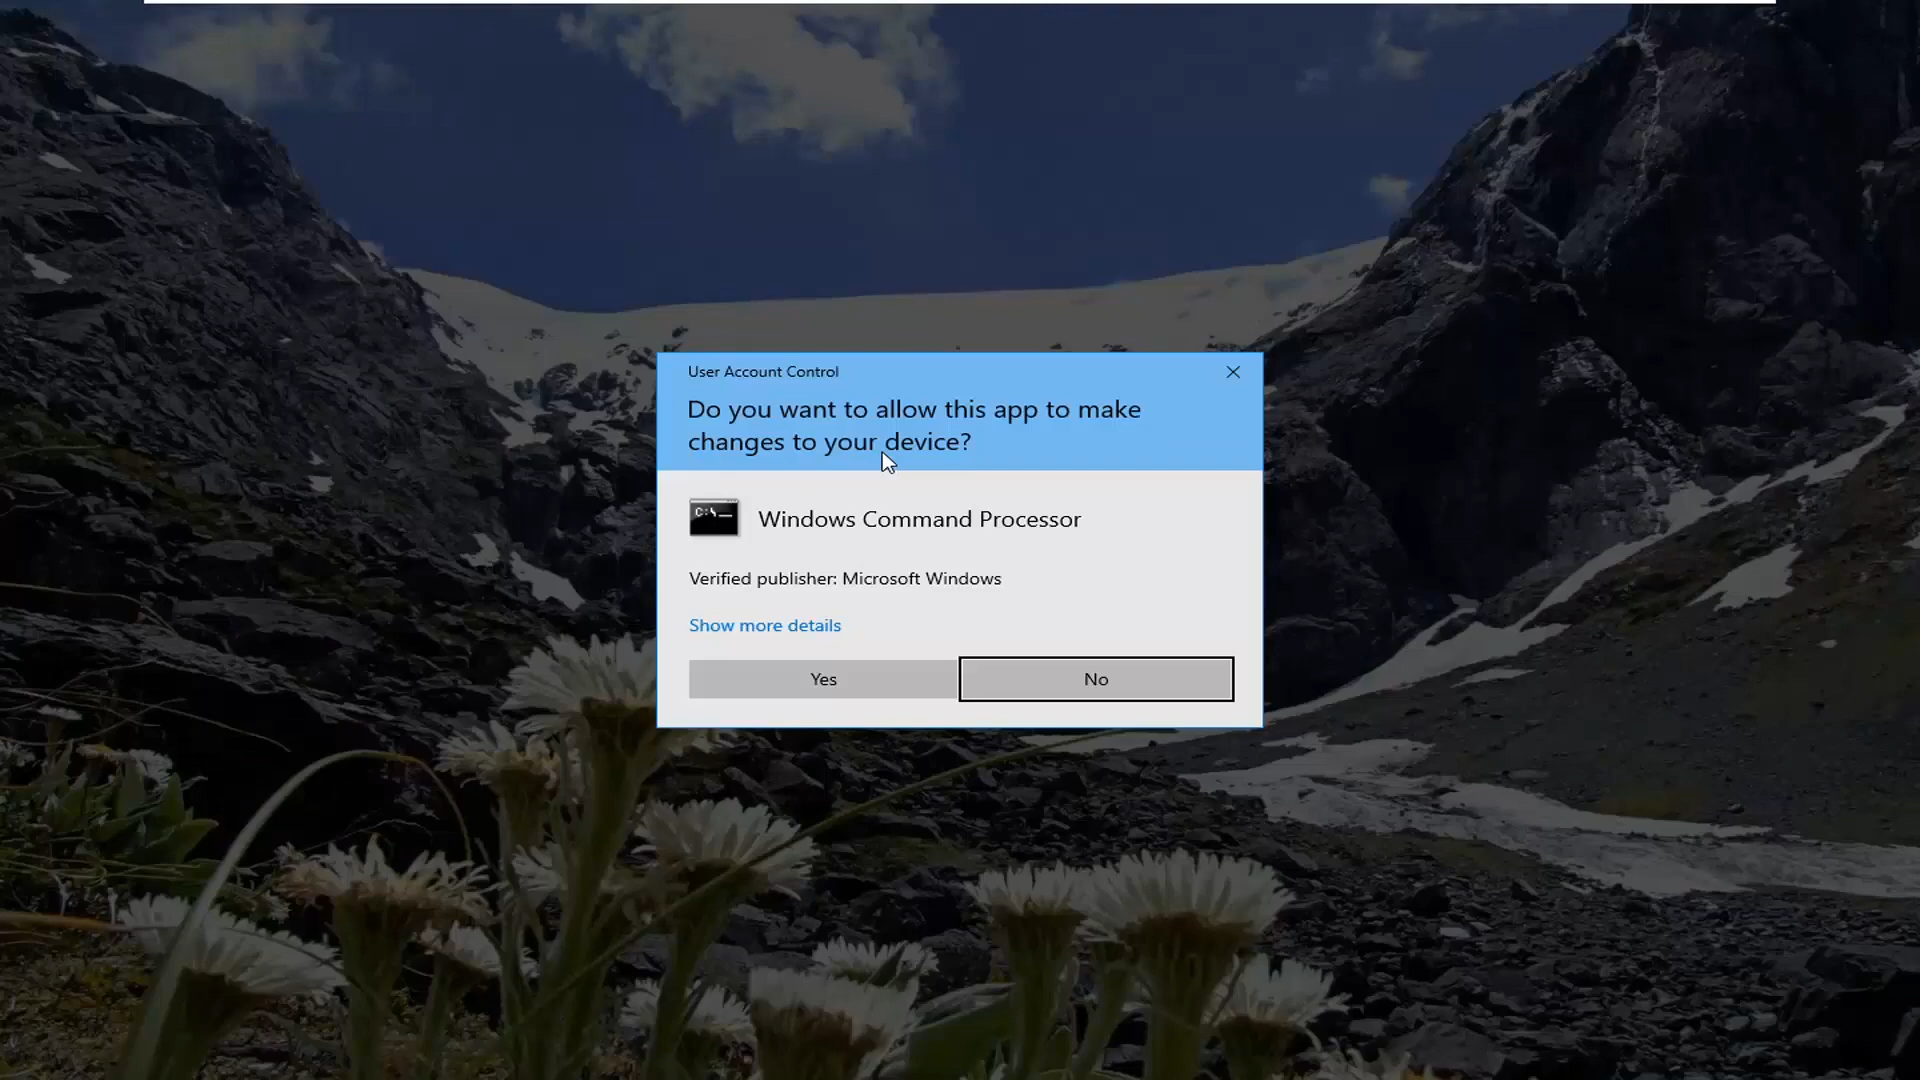 User Account Control
Do you want to allow this app to make
changes to your device?
C:\
Windows Command Processor
Verified publisher: Microsoft Windows
Show more details
Yes
No